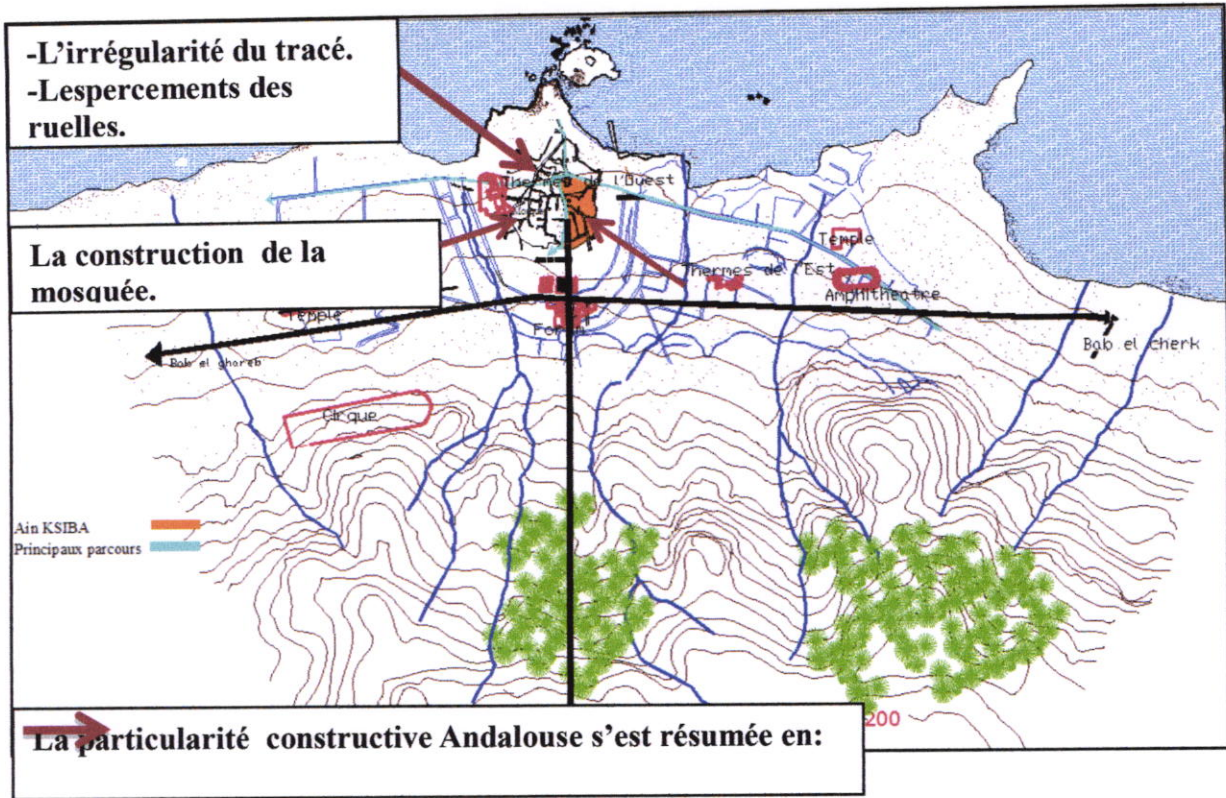 -L’irrégularité du tracé.
-Lespercements des
ruelles.
Thermes de l'Ouest
La construction de la
mosquée.
Temple
Thermes de l'Est
Amphitheatre
Temple
Forum
Bab el ghareb
Bab el cherk
Cirque
Ain KSIBA
Principaux parcours
200
La particularité constructive Andalouse s’est résumée en: